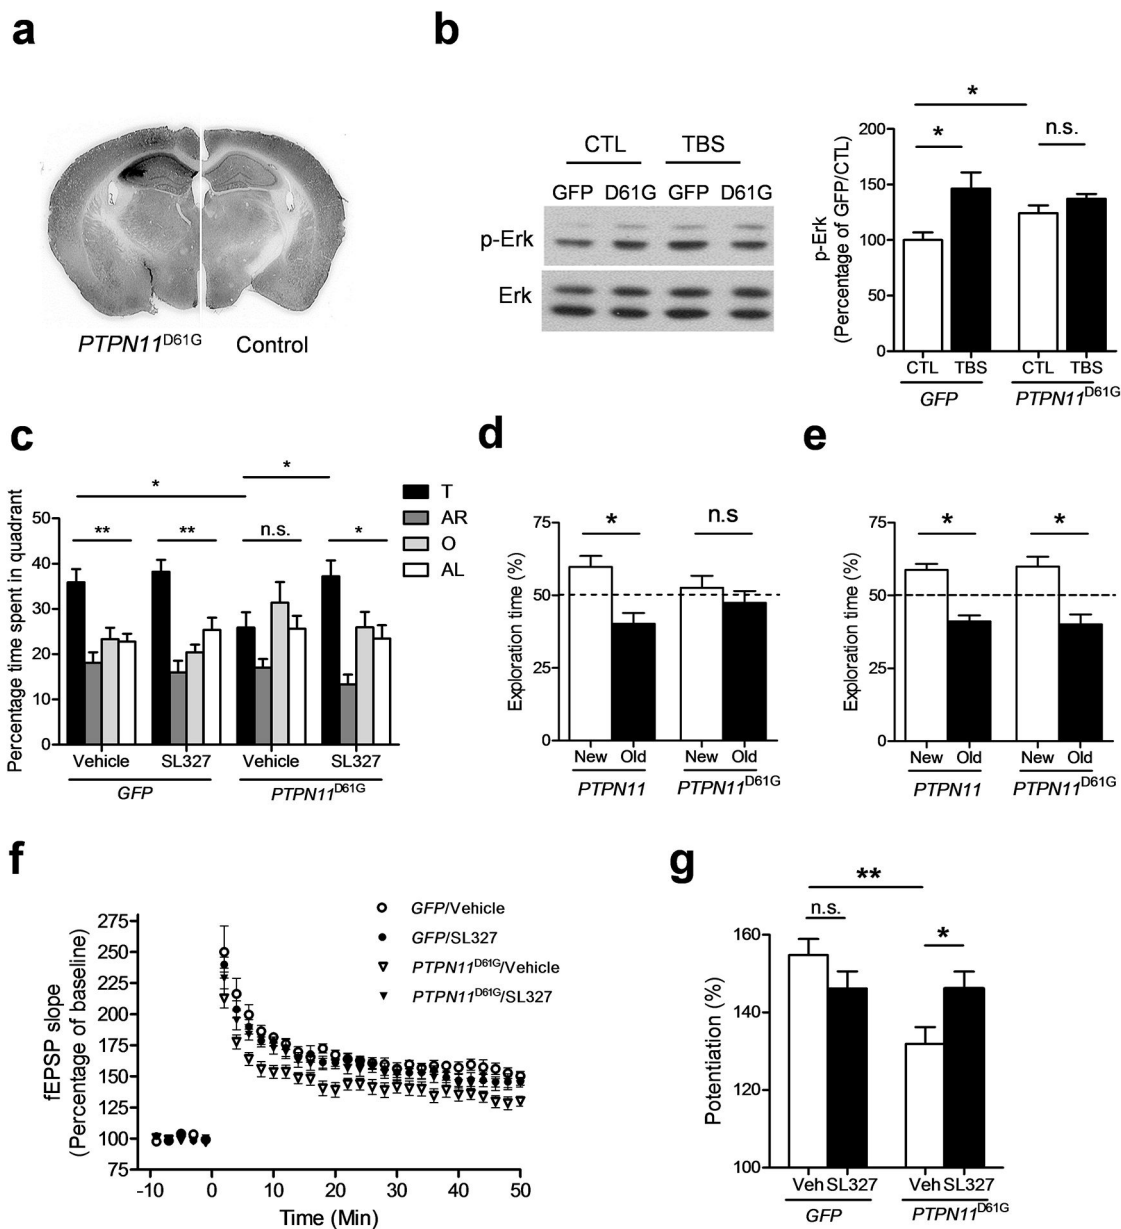 a
PTPN11D61G Control
b
CTL TBS
GFP D61G GFP D61G
p-Erk
Erk
p-Erk
(Percentage of GFP/CTL)
200
150
100
50
0
*
*
n.s.
CTL TBS CTL TBS
GFP PTPN11D61G
c
Percentage time spent in quadrant
50
40
30
20
10
0
*
*
** ** n.s. *
T
AR
O
AL
Vehicle SL327 Vehicle SL327
GFP PTPN11D61G
d
Exploration time (%)
75
50
25
0
* n.s
New Old New Old
PTPN11 PTPN11D61G
e
Exploration time (%)
75
50
25
0
* *
New Old New Old
PTPN11 PTPN11D61G
f
fEPSP slope
(Percentage of baseline)
275
250
225
200
175
150
125
100
75
GFP/Vehicle
GFP/SL327
PTPN11D61G/Vehicle
PTPN11D61G/SL327
-10 0 10 20 30 40 50
Time (Min)
g
Potentiation (%)
160
140
120
100
**
n.s.
*
Veh SL327 Veh SL327
GFP PTPN11D61G